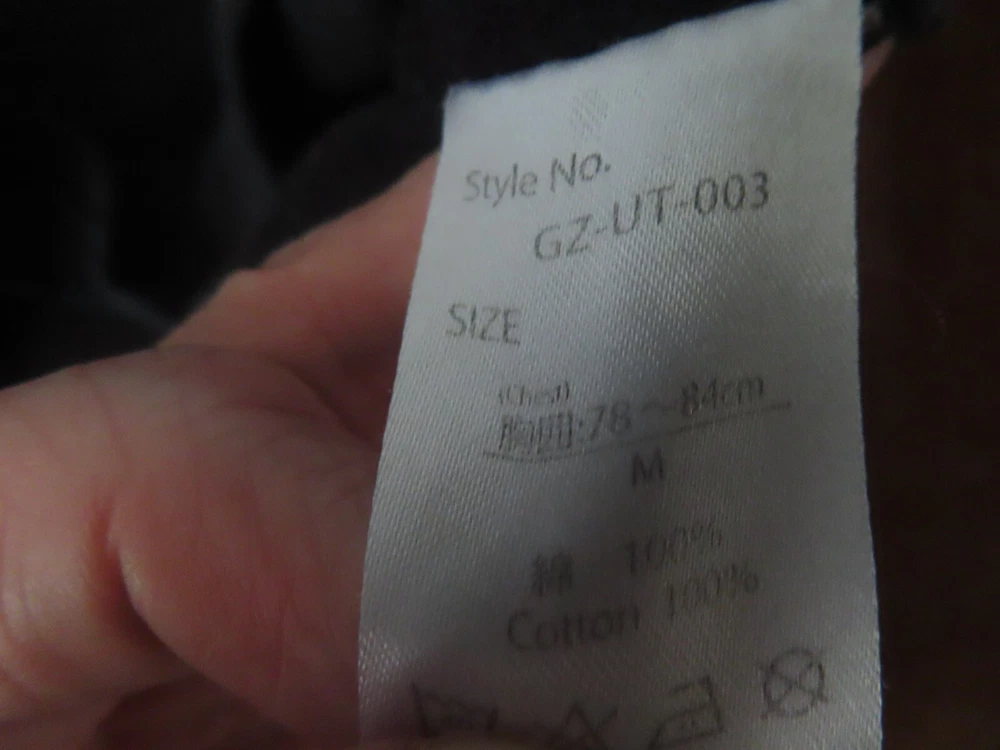 Style No.
GZ-UT-003
SIZE
(Chest)
胸囲:78～84cm
M
綿 100%
Cotton 100%